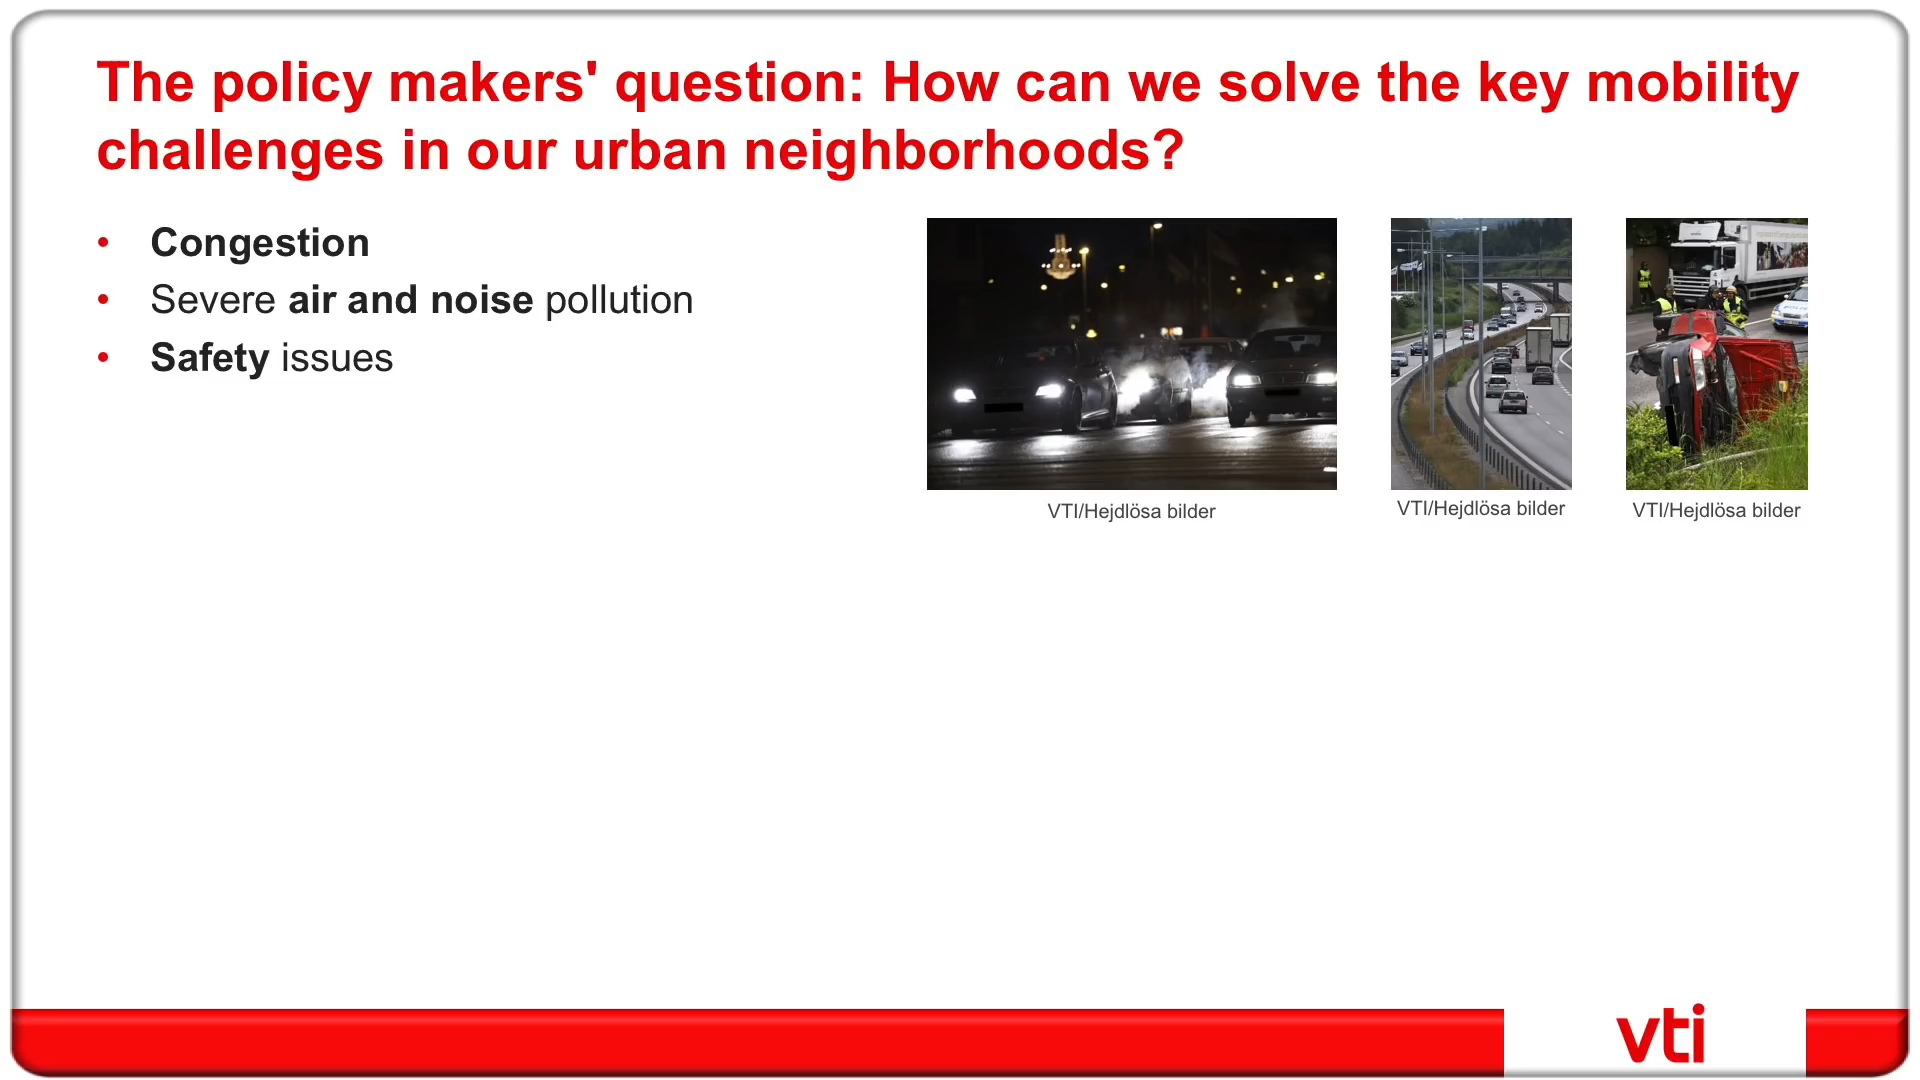 The policy makers' question: How can we solve the key mobility
challenges in our urban neighborhoods?
• Congestion
• Severe air and noise pollution
• Safety issues
VTI/Hejdlösa bilder
VTI/Hejdlösa bilder
VTI/Hejdlösa bilder
vti